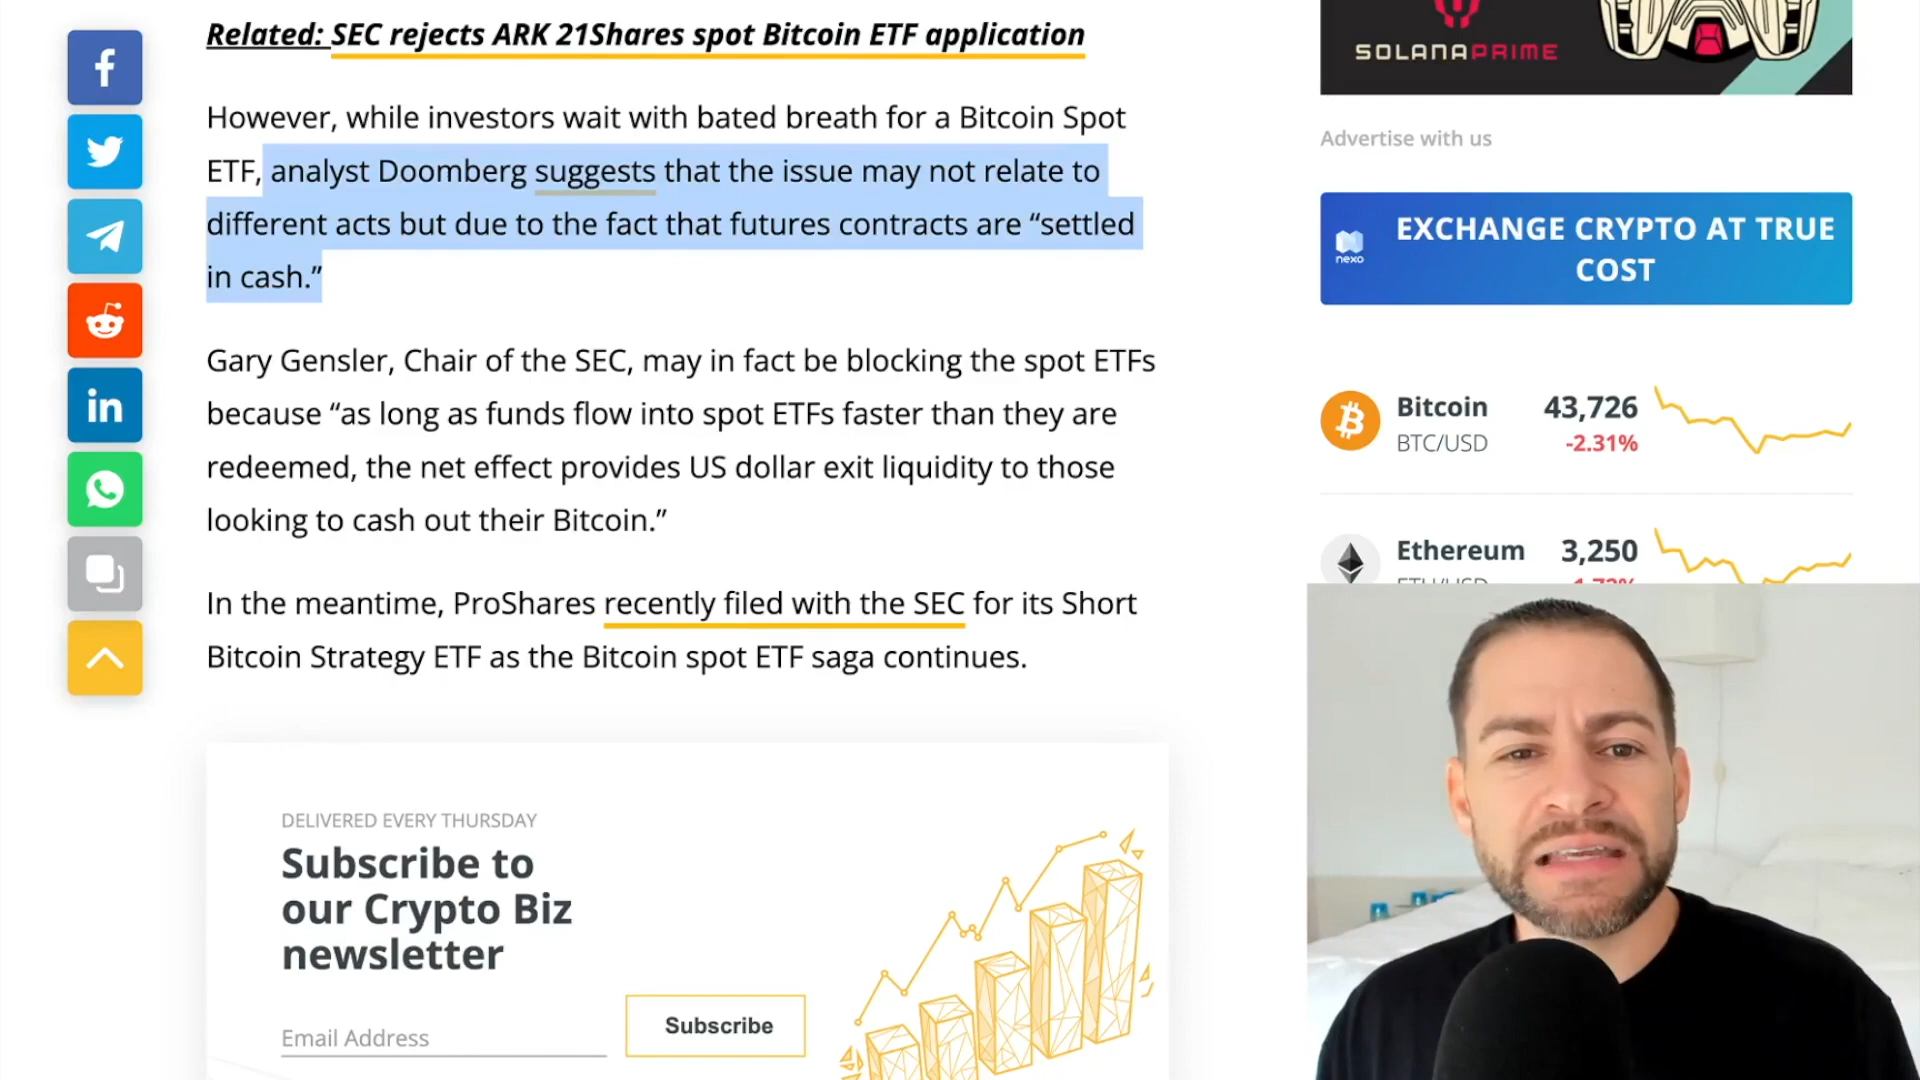 Related: SEC rejects ARK 21Shares spot Bitcoin ETF application
However, while investors wait with bated breath for a Bitcoin Spot
ETF, analyst Doomberg suggests that the issue may not relate to
different acts but due to the fact that futures contracts are “settled
in cash.”
Gary Gensler, Chair of the SEC, may in fact be blocking the spot ETFs
because “as long as funds flow into spot ETFs faster than they are
redeemed, the net effect provides US dollar exit liquidity to those
looking to cash out their Bitcoin.”
In the meantime, ProShares recently filed with the SEC for its Short
Bitcoin Strategy ETF as the Bitcoin spot ETF saga continues.
DELIVERED EVERY THURSDAY
Subscribe to
our Crypto Biz
newsletter
Email Address
Subscribe
SOLANAPRIME
Advertise with us
nexo
EXCHANGE CRYPTO AT TRUE
COST
Bitcoin 43,726
BTC/USD -2.31%
Ethereum 3,250